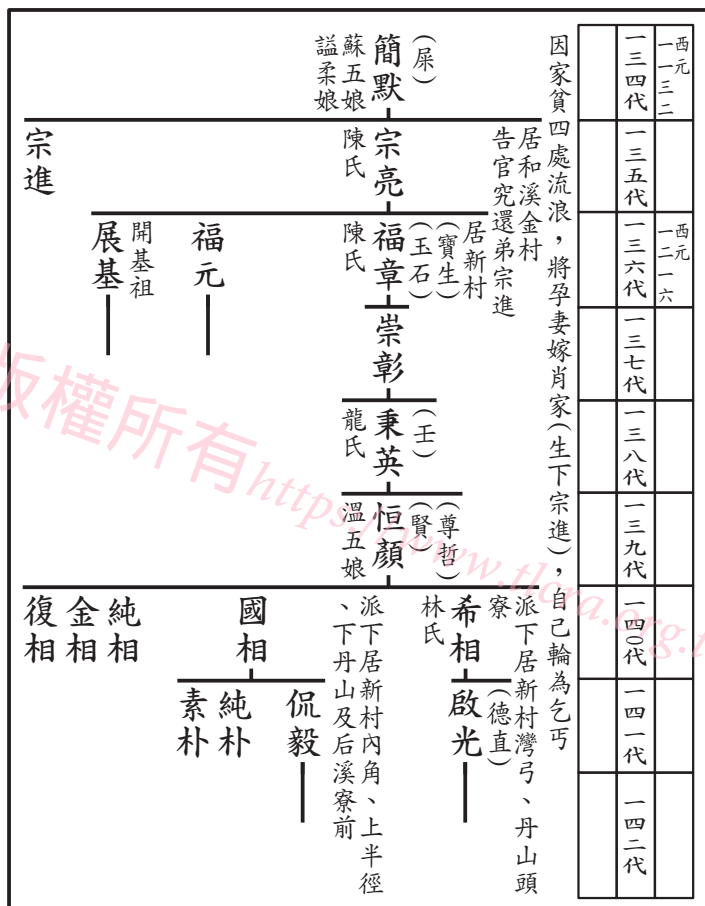 西元一一三二
西元一二一六
一三四代
一三五代
一三六代
一三七代
一三八代
一三九代
一四〇代
一四一代
一四二代
因家貧四處流浪，將孕妻嫁肖家(生下宗進)，自己輪為乞丐
(屎)
簡默
蘇五娘
謚柔娘
居和溪金村
告官究還弟宗進
宗亮
陳氏
宗進
居新村
(寶生)
(玉石)
福章
陳氏
福元
開基祖
展基
崇彰
(壬)
秉英
龍氏
(尊哲)
(賢)
恒顏
溫五娘
派下居新村灣弓、丹山頭
寮
希相
林氏
派下居新村內角、上半徑
、下丹山及后溪寮前
國相
純相
金相
復相
(德直)
啟光
侃毅
純朴
素朴
版權所有https://www.tlcra.org.t